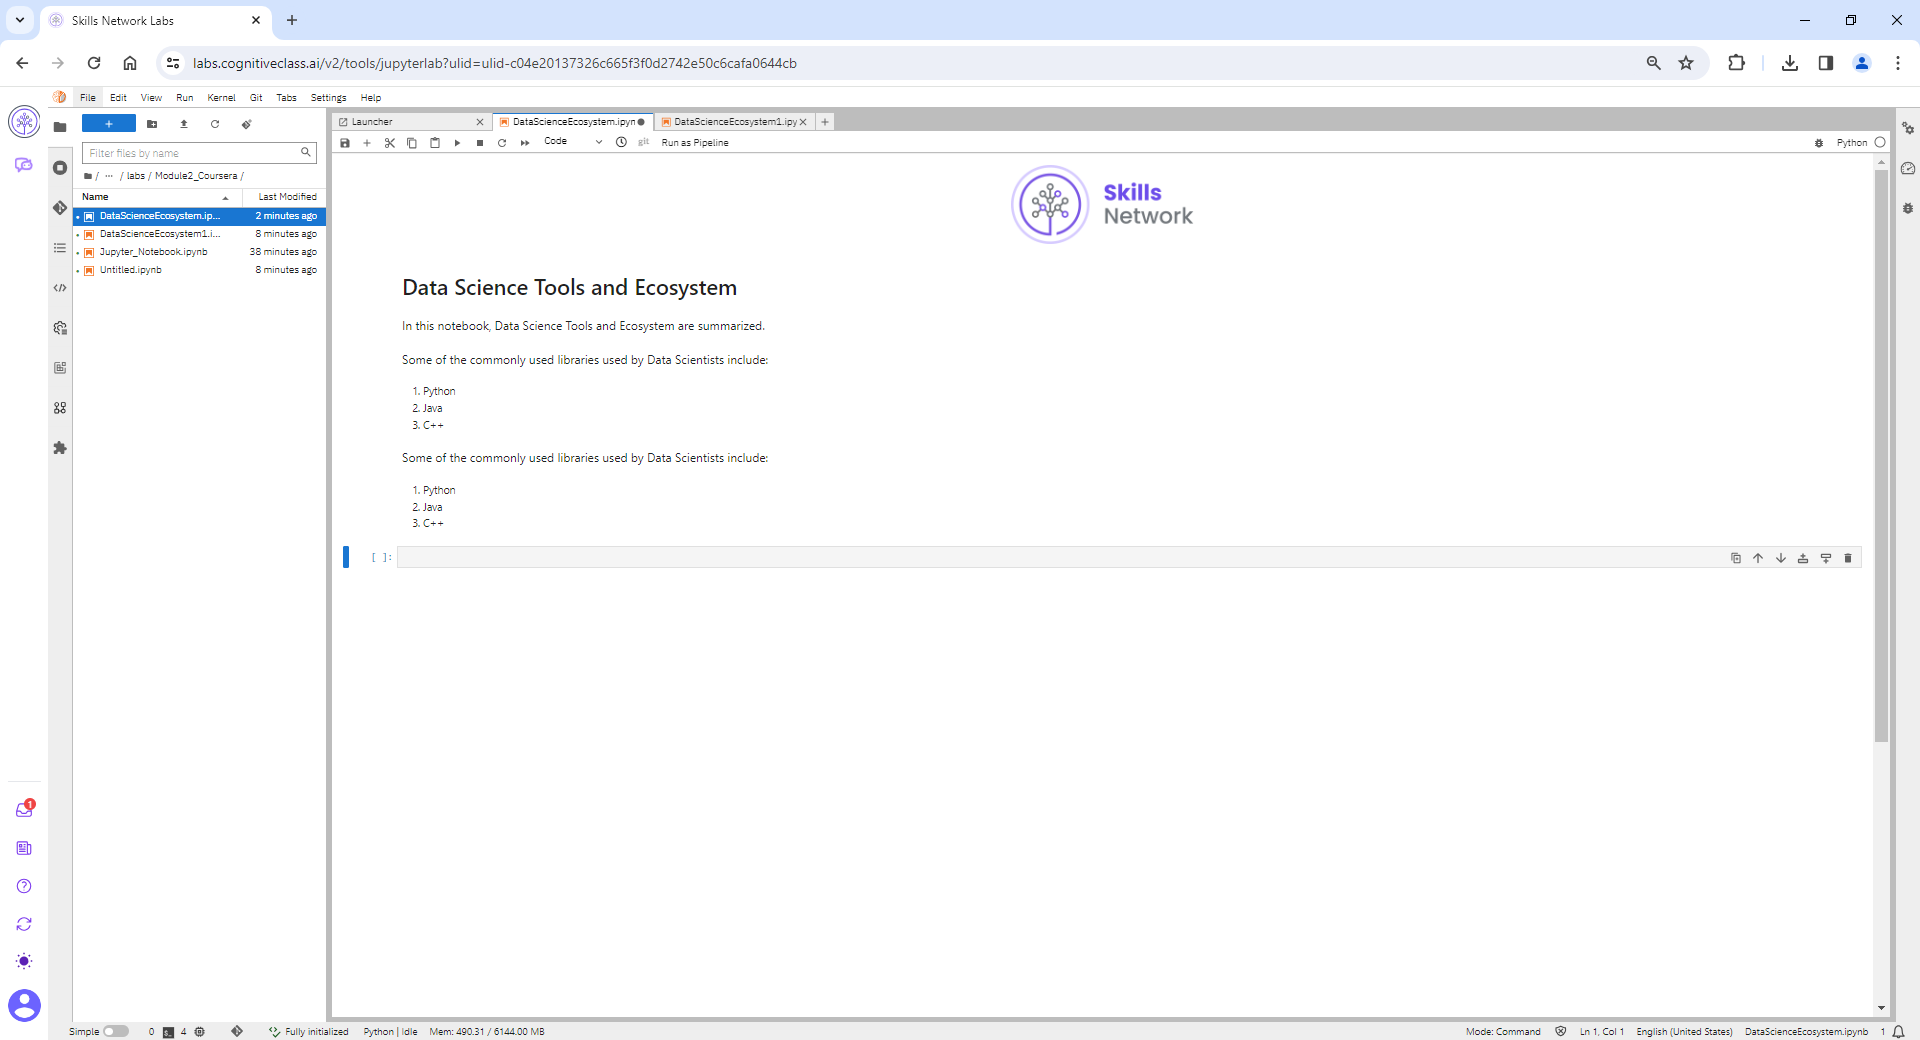 Skills Network Labs
labs.cognitiveclass.ai/v2/tools/jupyterlab?ulid=ulid-c04e20137326c665f3f0d2742e50c6cafa0644cb
File Edit View Run Kernel Git Tabs Settings Help
Launcher
DataScienceEcosystem.ipyn
DataScienceEcosystem1.ipy
Code
git
Run as Pipeline
Python
Filter files by name
/ ... / labs / Module2_Coursera /
Name Last Modified
DataScienceEcosystem.ip... 2 minutes ago
DataScienceEcosystem1.i... 8 minutes ago
Jupyter_Notebook.ipynb 38 minutes ago
Untitled.ipynb 8 minutes ago
Skills
Network
Data Science Tools and Ecosystem
In this notebook, Data Science Tools and Ecosystem are summarized.
Some of the commonly used libraries used by Data Scientists include:
1. Python
2. Java
3. C++
Some of the commonly used libraries used by Data Scientists include:
1. Python
2. Java
3. C++
[ ]:
1
Simple 0 4 Fully initialized Python | Idle Mem: 490.31 / 6144.00 MB Mode: Command Ln 1, Col 1 English (United States) DataScienceEcosystem.ipynb 1